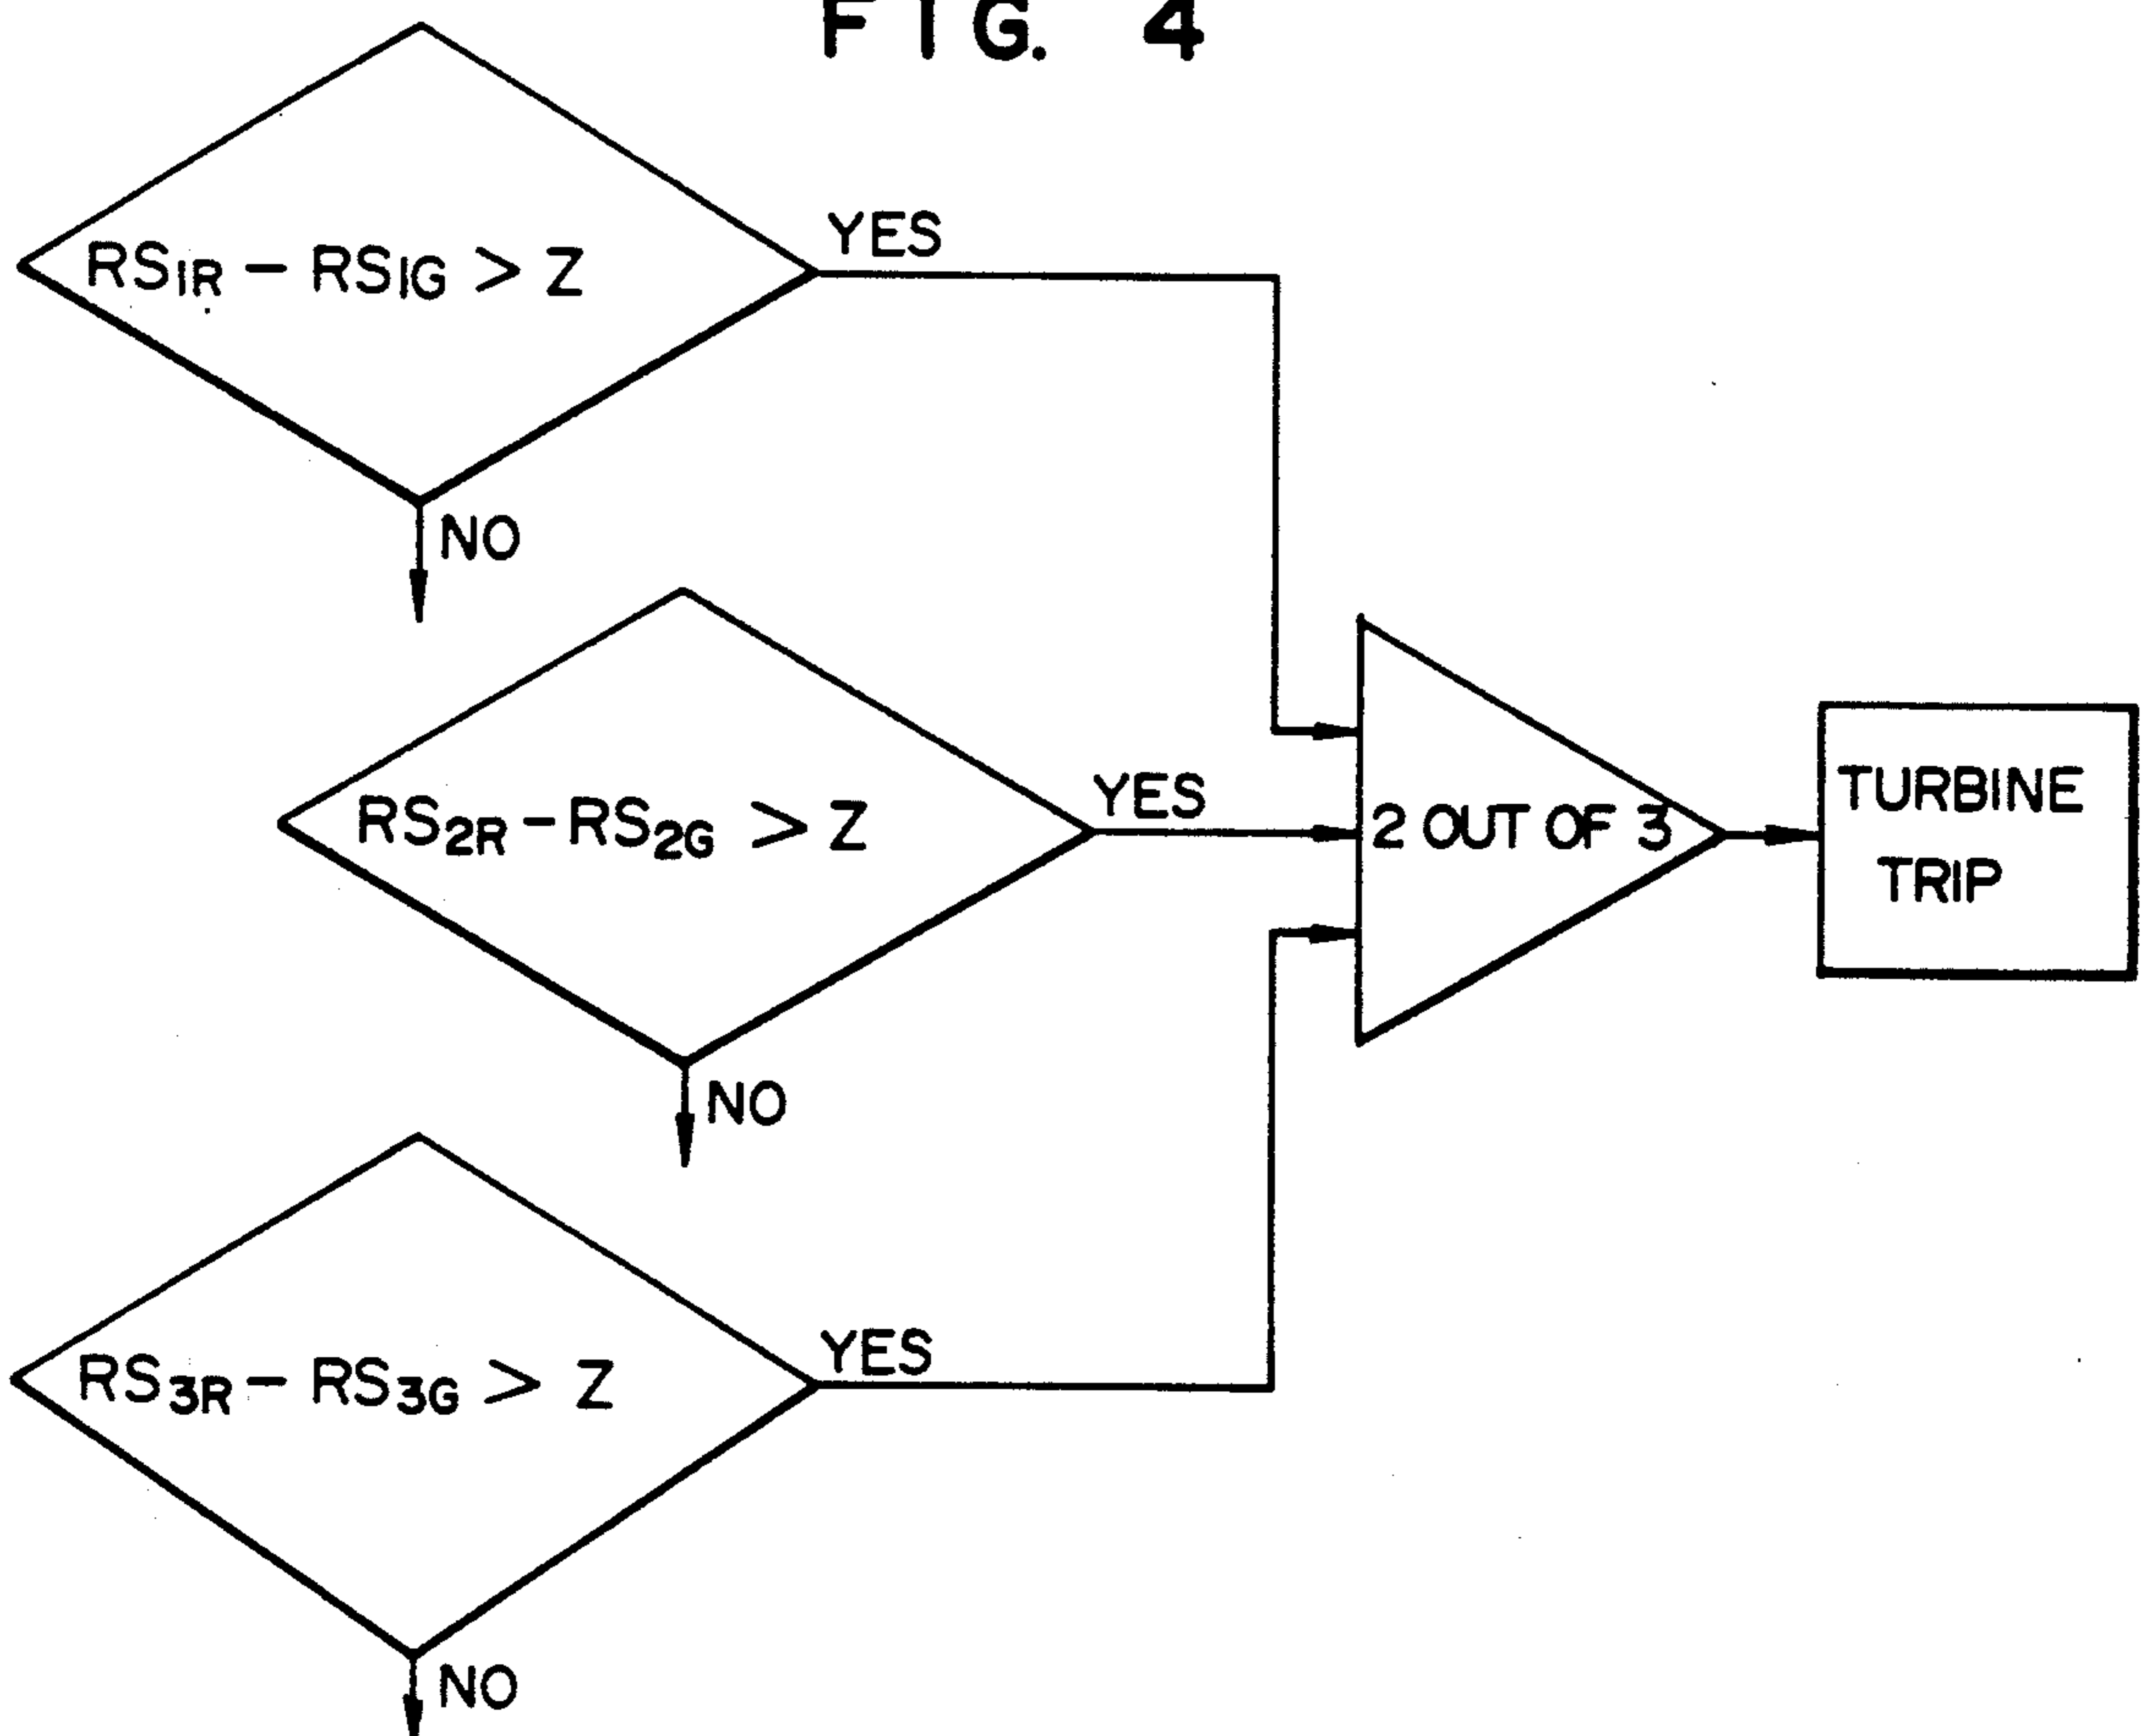 FIG. 4
RS1R – RS1G > Z
YES
NO
RS2R – RS2G > Z
YES
NO
2 OUT OF 3
TURBINE
TRIP
RS3R – RS3G > Z
YES
NO